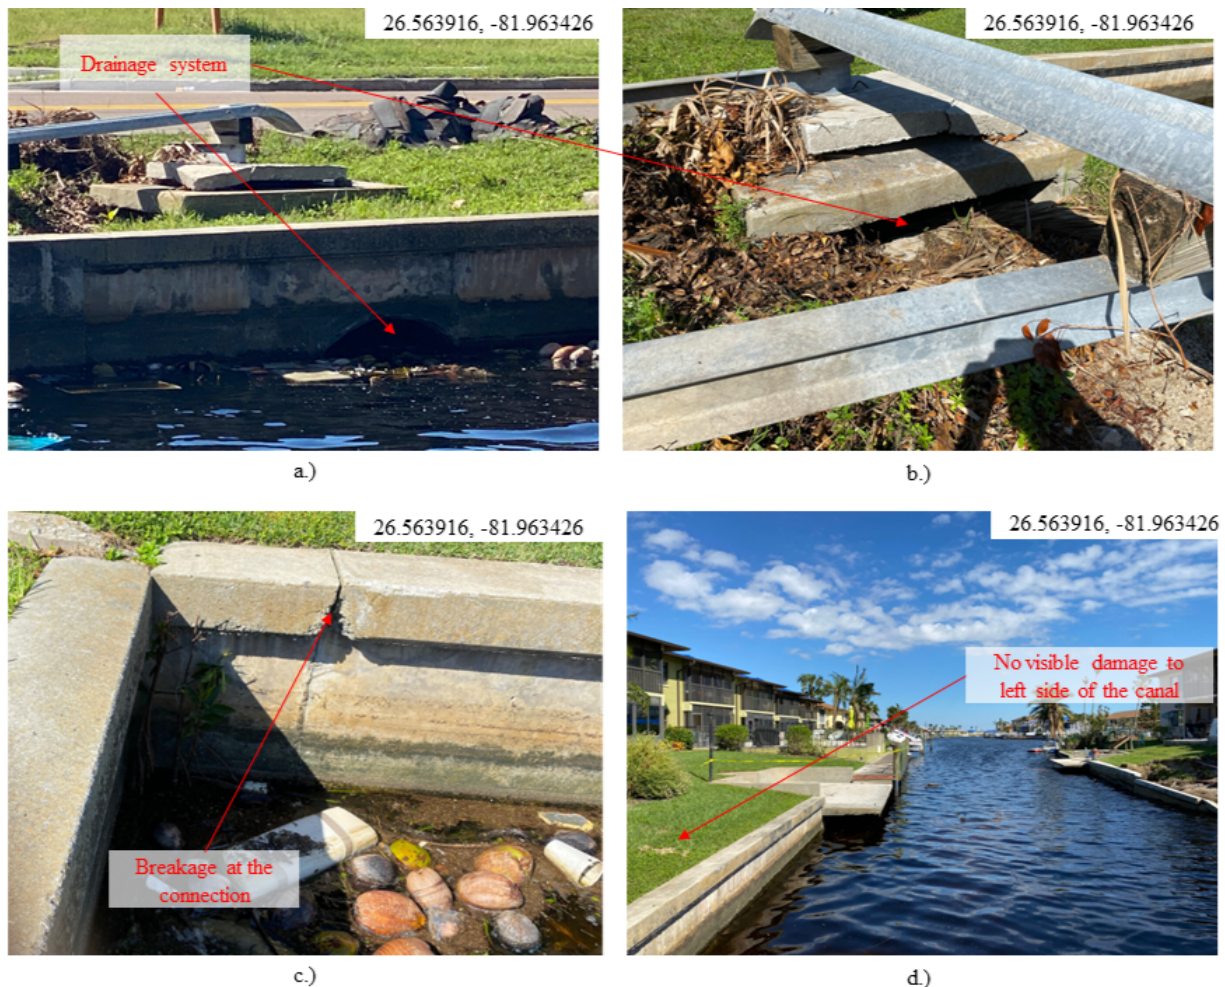 26.563916, -81.963426
26.563916, -81.963426
Drainage system
a.)
b.)
26.563916, -81.963426
26.563916, -81.963426
No visible damage to
left side of the canal
Breakage at the
connection
c.)
d.)